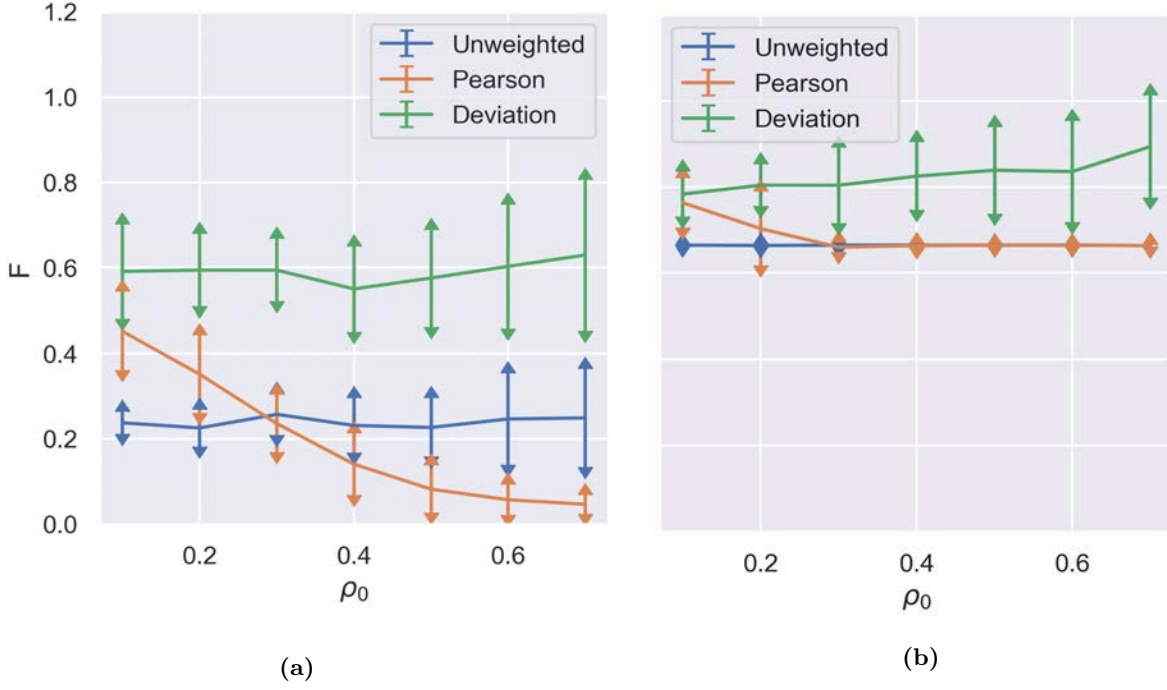 1.2
1.0
0.8
0.6
0.4
0.2
0.0
F
Unweighted
Pearson
Deviation
0.2
0.4
0.6
ρ₀
(a)
Unweighted
Pearson
Deviation
0.2
0.4
0.6
ρ₀
(b)